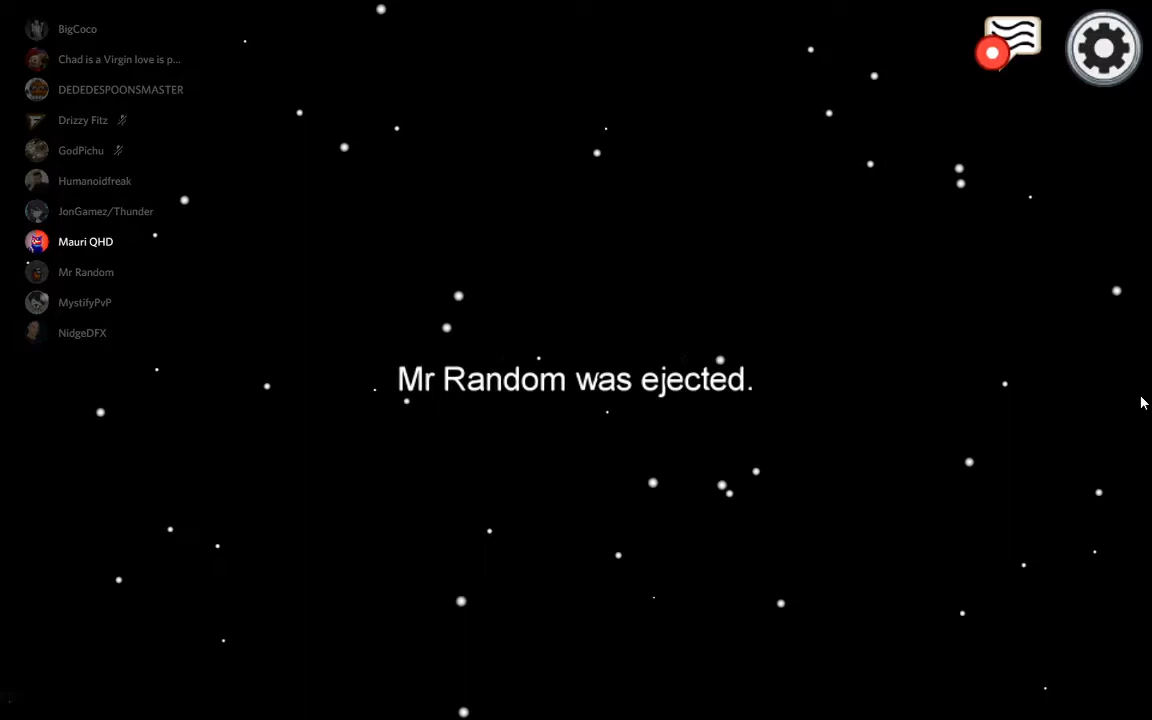 BigCoco
Chad is a Virgin love is p...
DEDEDESPOONSMASTER
Drizzy Fitz
GodPichu
Humanoidfreak
JonGamez/Thunder
Mauri QHD
Mr Random
MystifyPvP
NidgeDFX
Mr Random was ejected.